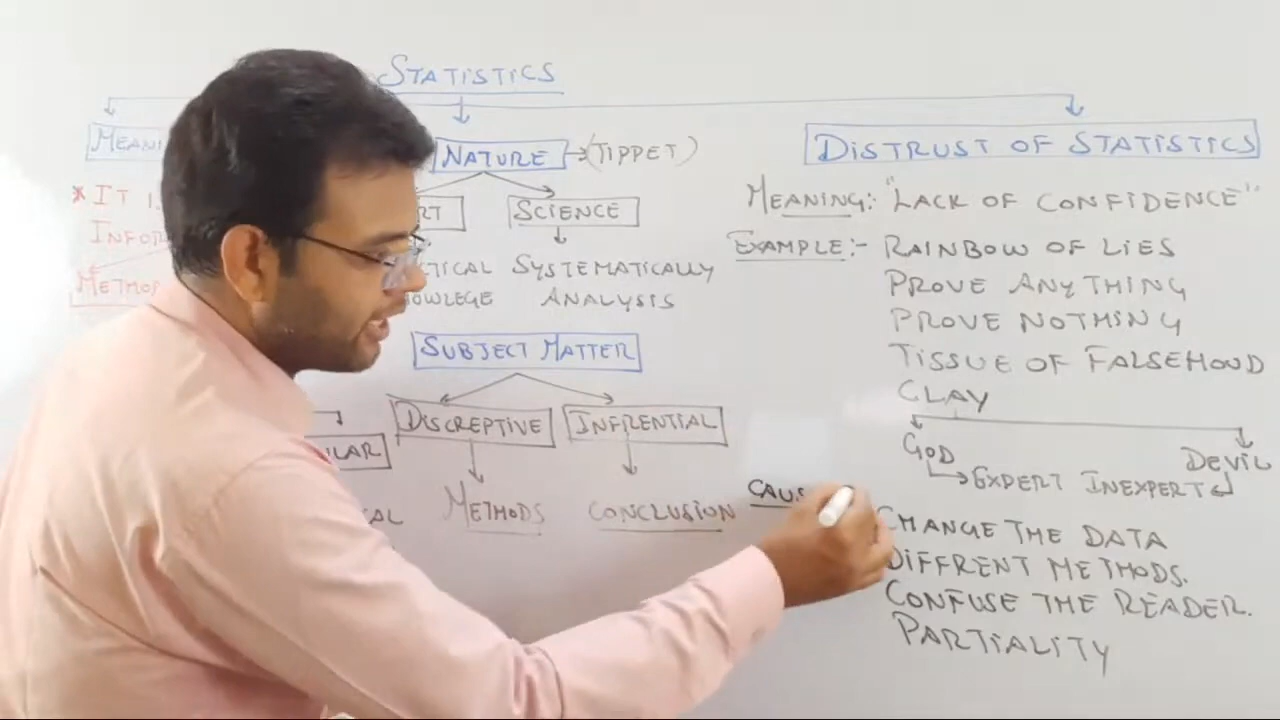 STATISTICS
NATURE → (TIPPET)
SCIENCE
SYSTEMATICALLY
ANALYSIS
SUBJECT MATTER
DISCREPTIVE INFRENTIAL
METHODS CONCLUSION
* IT
DISTRUST OF STATISTICS
MEANING:- "LACK OF CONFIDENCE"
EXAMPLE:- RAINBOW OF LIES
PROVE ANYTHING
PROVE NOTHING
TISSUE OF FALSEHOOD
CLAY
GOD DEVIL
EXPERT INEXPERT
CHANGE THE DATA
DIFFRENT METHODS.
CONFUSE THE READER.
PARTIALITY